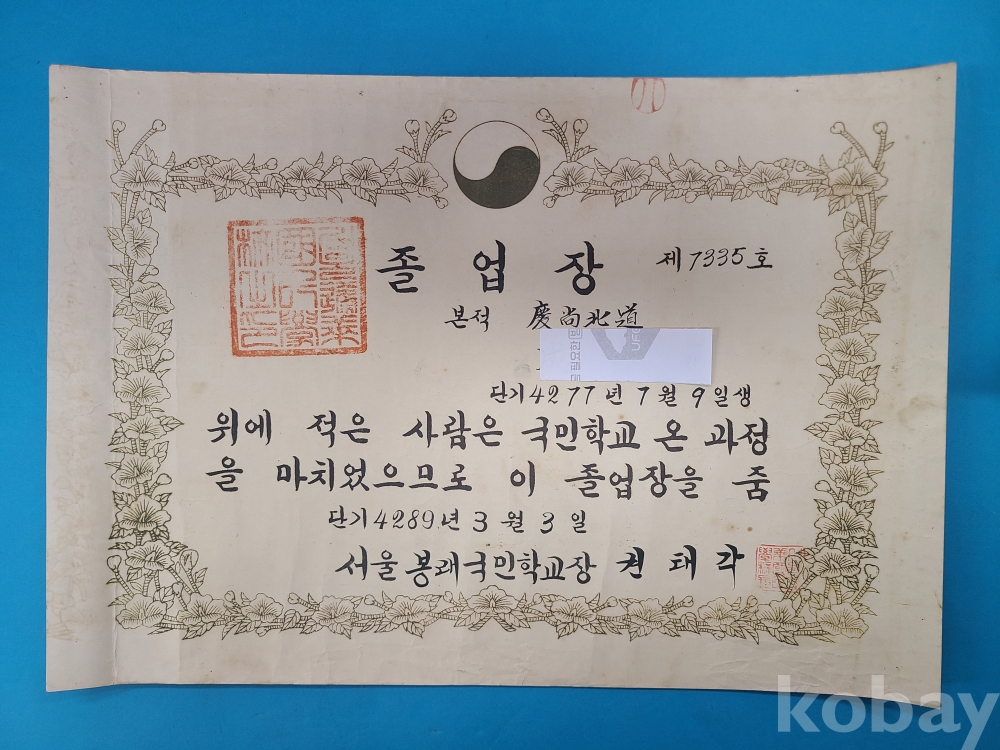 졸업장 제7335호
본적 慶尚北道
단기4277년 7월 9일생
위에 적은 사람은 국민학교 온 과정
을 마치었으므로 이 졸업장을 줌
단기4289년 3월 3일
서울봉래국민학교장 권태각
kobay